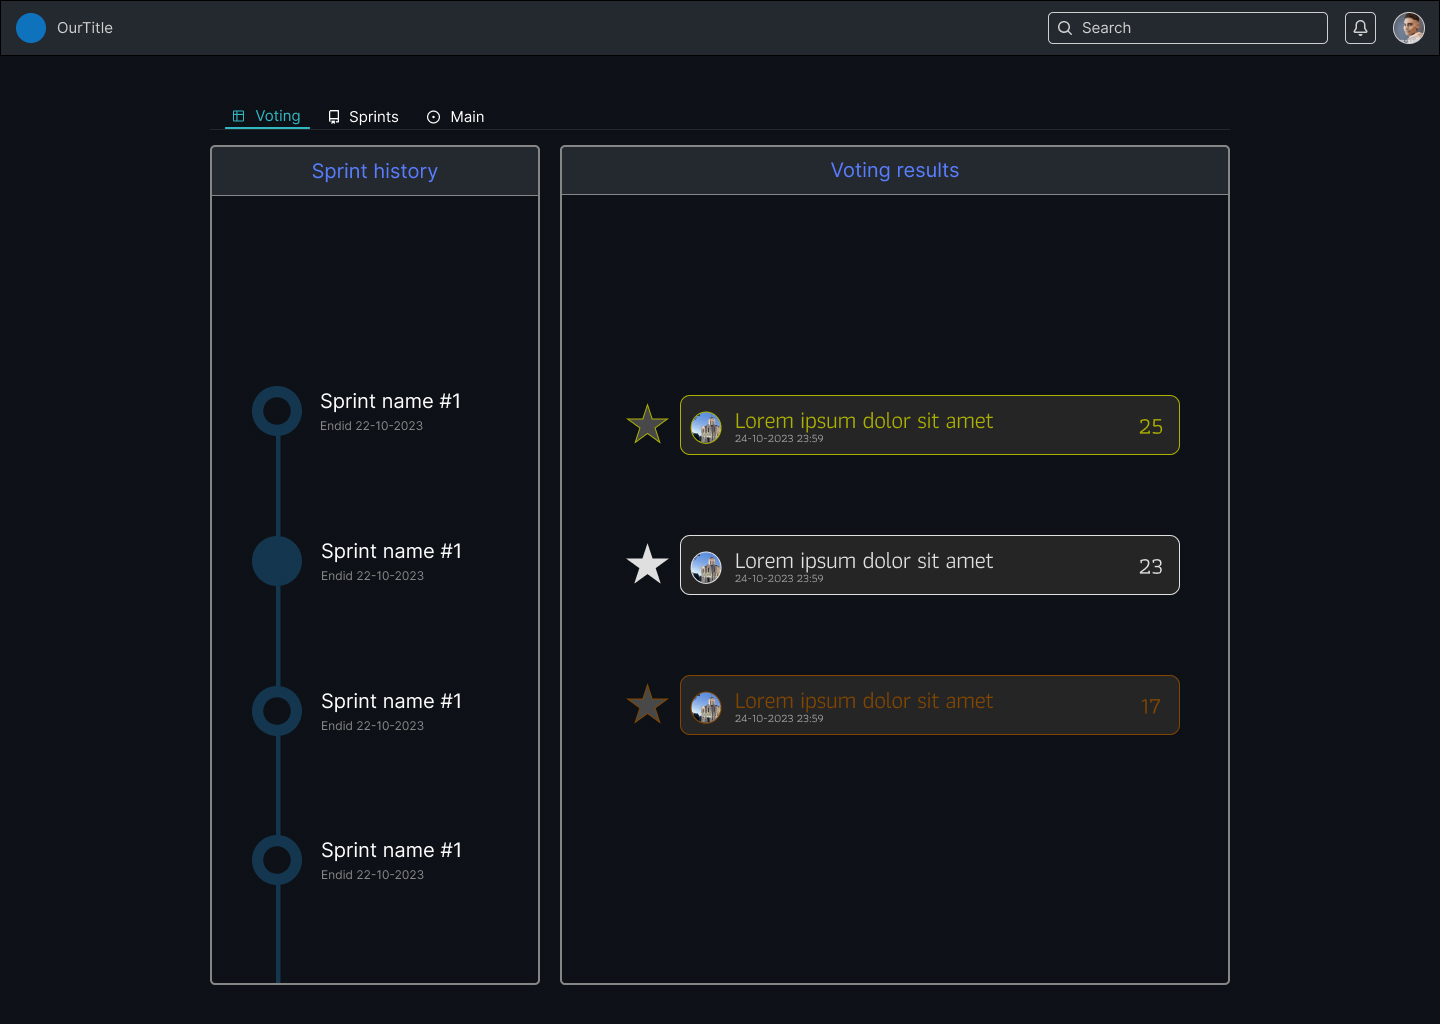 OurTitle
Search
Voting
Sprints
Main
Sprint history
Sprint name #1
Endid 22-10-2023
Sprint name #1
Endid 22-10-2023
Sprint name #1
Endid 22-10-2023
Sprint name #1
Endid 22-10-2023
Voting results
Lorem ipsum dolor sit amet
24-10-2023 23:59
25
Lorem ipsum dolor sit amet
24-10-2023 23:59
23
Lorem ipsum dolor sit amet
24-10-2023 23:59
17